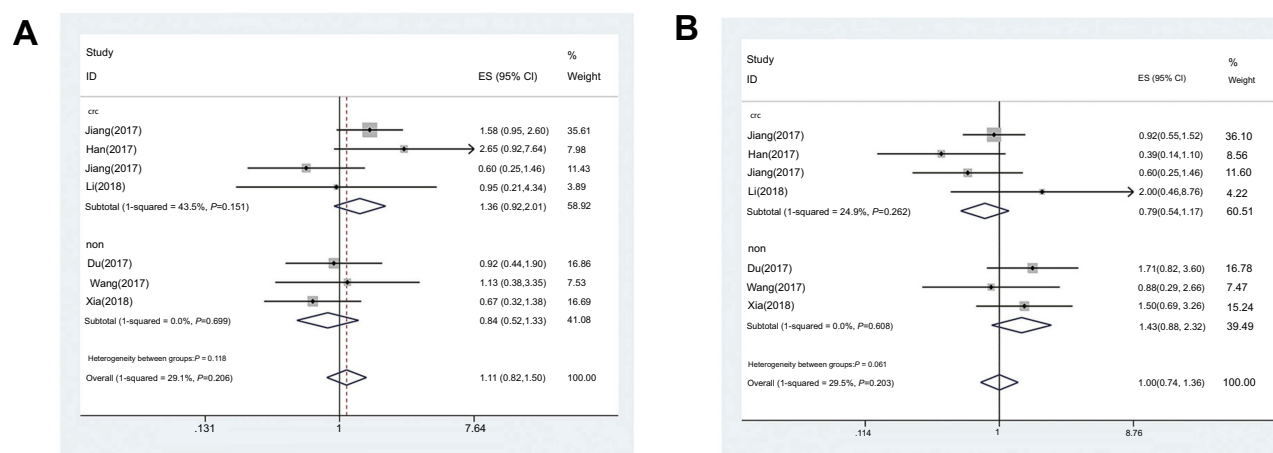 A
Study %
ID ES (95% CI) Weight
crc
Jiang(2017) 1.58 (0.95, 2.60) 35.61
Han(2017) 2.65 (0.92,7.64) 7.98
Jiang(2017) 0.60 (0.25,1.46) 11.43
Li(2018) 0.95 (0.21,4.34) 3.89
Subtotal (1-squared = 43.5%, P=0.151) 1.36 (0.92,2.01) 58.92
non
Du(2017) 0.92 (0.44,1.90) 16.86
Wang(2017) 1.13 (0.38,3.35) 7.53
Xia(2018) 0.67 (0.32,1.38) 16.69
Subtotal (1-squared = 0.0%, P=0.699) 0.84 (0.52,1.33) 41.08
Heterogeneity between groups:P = 0.118
Overall (1-squared = 29.1%, P=0.206) 1.11 (0.82,1.50) 100.00
.131 1 7.64
B
Study %
ID ES (95% CI) Weight
crc
Jiang(2017) 0.92(0.55,1.52) 36.10
Han(2017) 0.39(0.14,1.10) 8.56
Jiang(2017) 0.60(0.25,1.46) 11.60
Li(2018) 2.00(0.46,8.76) 4.22
Subtotal (1-squared = 24.9%, P=0.262) 0.79(0.54,1.17) 60.51
non
Du(2017) 1.71(0.82, 3.60) 16.78
Wang(2017) 0.88(0.29, 2.66) 7.47
Xia(2018) 1.50(0.69, 3.26) 15.24
Subtotal (1-squared = 0.0%, P=0.608) 1.43(0.88, 2.32) 39.49
Heterogeneity between groups:P = 0.061
Overall (1-squared = 29.5%, P=0.203) 1.00(0.74, 1.36) 100.00
.114 1 8.76